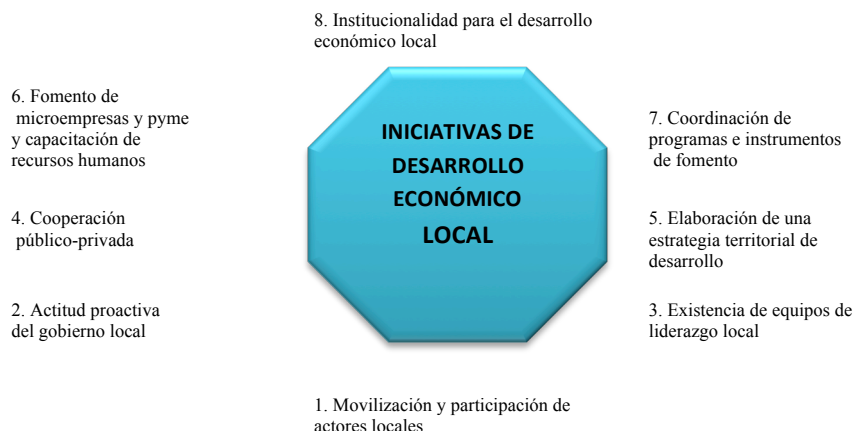 8. Institucionalidad para el desarrollo
económico local
6. Fomento de
microempresas y pyme
y capacitación de
recursos humanos
INICIATIVAS DE
DESARROLLO
ECONÓMICO
LOCAL
7. Coordinación de
programas e instrumentos
de fomento
4. Cooperación
público-privada
5. Elaboración de una
estrategia territorial de
desarrollo
2. Actitud proactiva
del gobierno local
3. Existencia de equipos de
liderazgo local
1. Movilización y participación de
actores locales